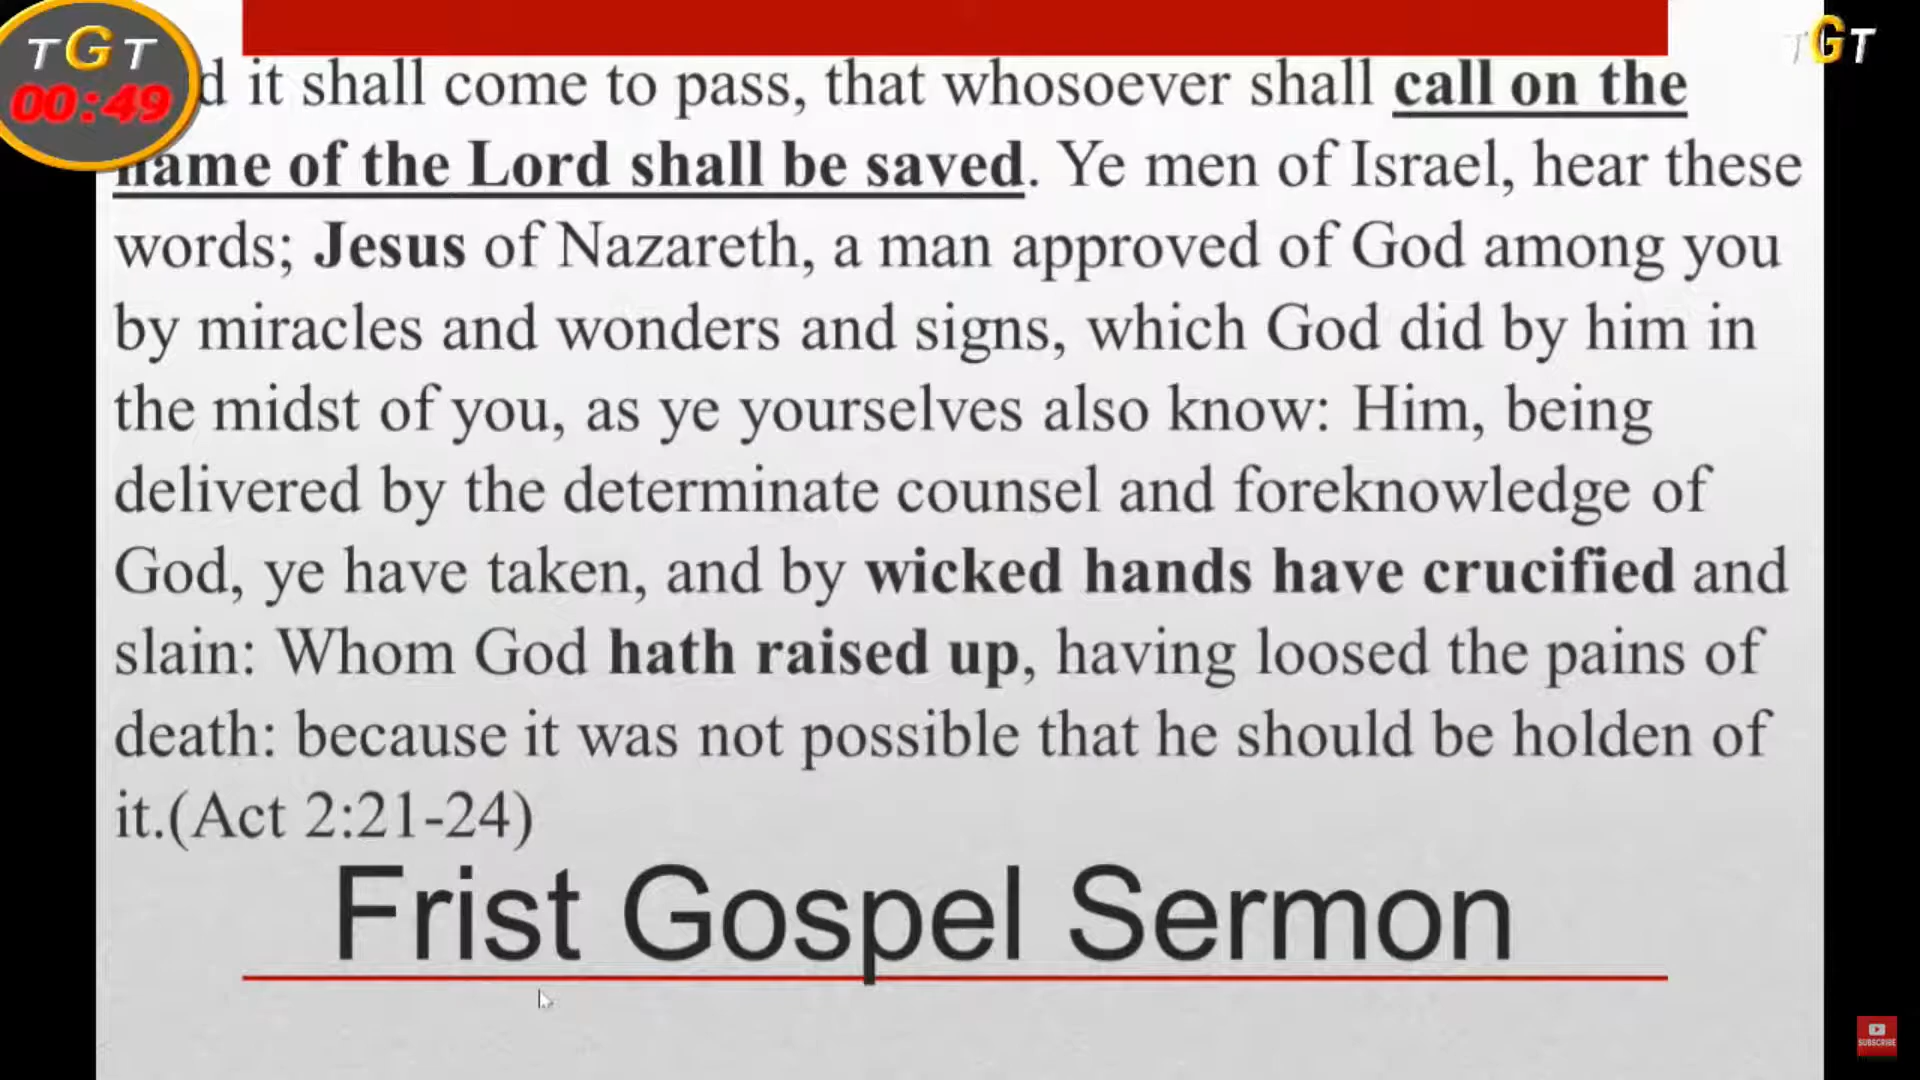 TGT
00:49
TGT
d it shall come to pass, that whosoever shall call on the
name of the Lord shall be saved. Ye men of Israel, hear these
words; Jesus of Nazareth, a man approved of God among you
by miracles and wonders and signs, which God did by him in
the midst of you, as ye yourselves also know: Him, being
delivered by the determinate counsel and foreknowledge of
God, ye have taken, and by wicked hands have crucified and
slain: Whom God hath raised up, having loosed the pains of
death: because it was not possible that he should be holden of
it.(Act 2:21-24)
Frist Gospel Sermon
SUBSCRIBE